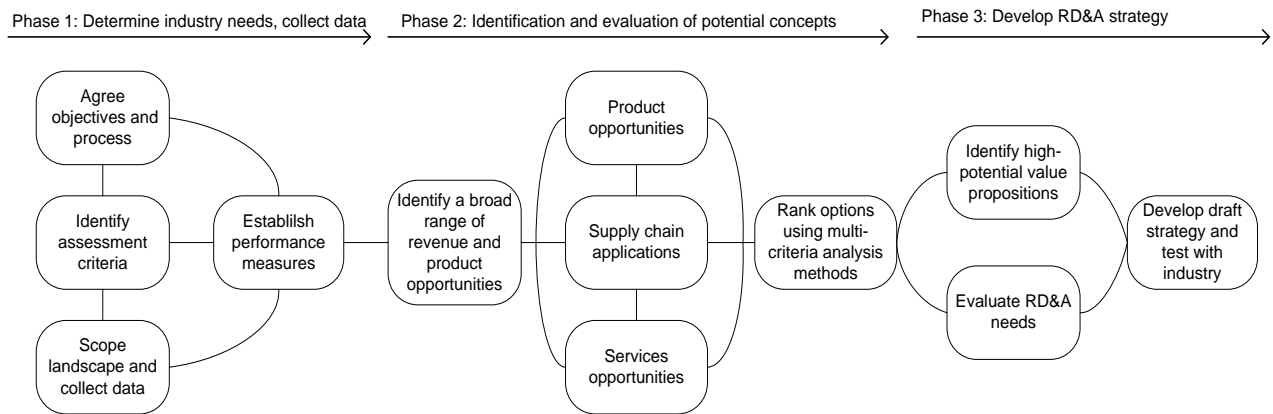 Phase 1: Determine industry needs, collect data
Phase 2: Identification and evaluation of potential concepts
Phase 3: Develop RD&A strategy
Agree
objectives and
process
Identify
assessment
criteria
Scope
landscape and
collect data
Establilsh
performance
measures
Identify a broad
range of
revenue and
product
opportunities
Product
opportunities
Supply chain
applications
Services
opportunities
Rank options
using multi-
criteria analysis
methods
Identify high-
potential value
propositions
Evaluate RD&A
needs
Develop draft
strategy and
test with
industry